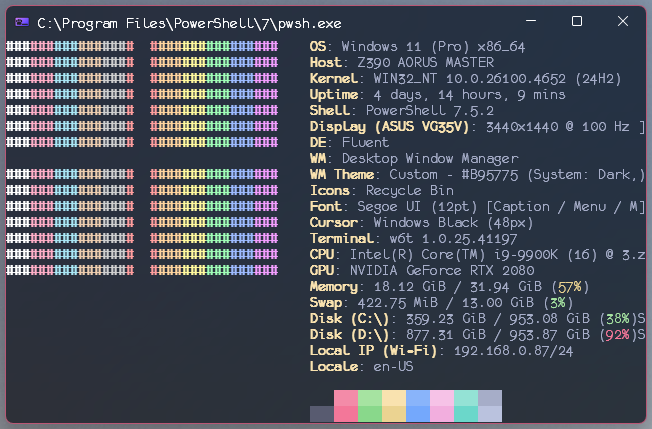 C:\Program Files\PowerShell\7\pwsh.exe
################ ################ OS: Windows 11 (Pro) x86_64
################ ################ Host: Z390 AORUS MASTER
################ ################ Kernel: WIN32_NT 10.0.26100.4652 (24H2)
################ ################ Uptime: 4 days, 14 hours, 9 mins
################ ################ Shell: PowerShell 7.5.2
################ ################ Display (ASUS VG35V): 3440x1440 @ 100 Hz ]
################ ################ DE: Fluent
WM: Desktop Window Manager
################ ################ WM Theme: Custom - #B95775 (System: Dark,)
################ ################ Icons: Recycle Bin
################ ################ Font: Segoe UI (12pt) [Caption / Menu / M]
################ ################ Cursor: Windows Black (48px)
################ ################ Terminal: w6t 1.0.25.41197
################ ################ CPU: Intel(R) Core(TM) i9-9900K (16) @ 3.z
################ ################ GPU: NVIDIA GeForce RTX 2080
Memory: 18.12 GiB / 31.94 GiB (57%)
Swap: 422.75 MiB / 13.00 GiB (3%)
Disk (C:\): 359.23 GiB / 953.08 GiB (38%)S
Disk (D:\): 877.31 GiB / 953.87 GiB (92%)S
Local IP (Wi-Fi): 192.168.0.87/24
Locale: en-US